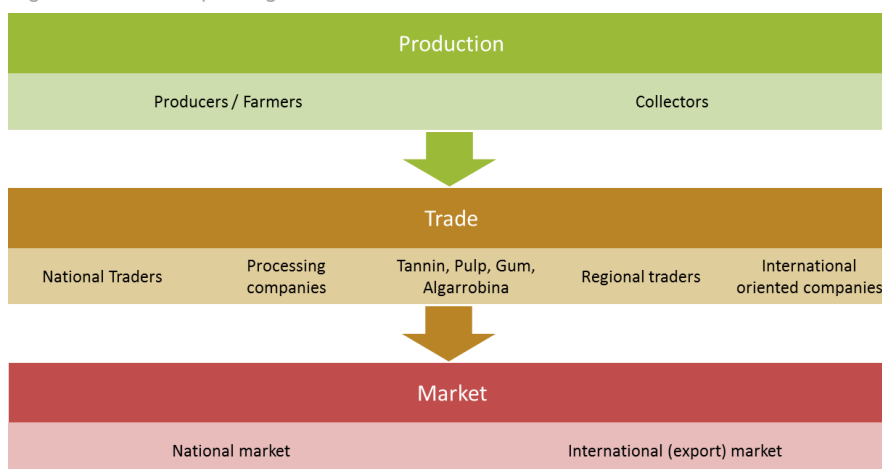 Production
Producers / Farmers
Collectors
Trade
National Traders
Processing
companies
Tannin, Pulp, Gum,
Algarrobina
Regional traders
International
oriented companies
Market
National market
International (export) market